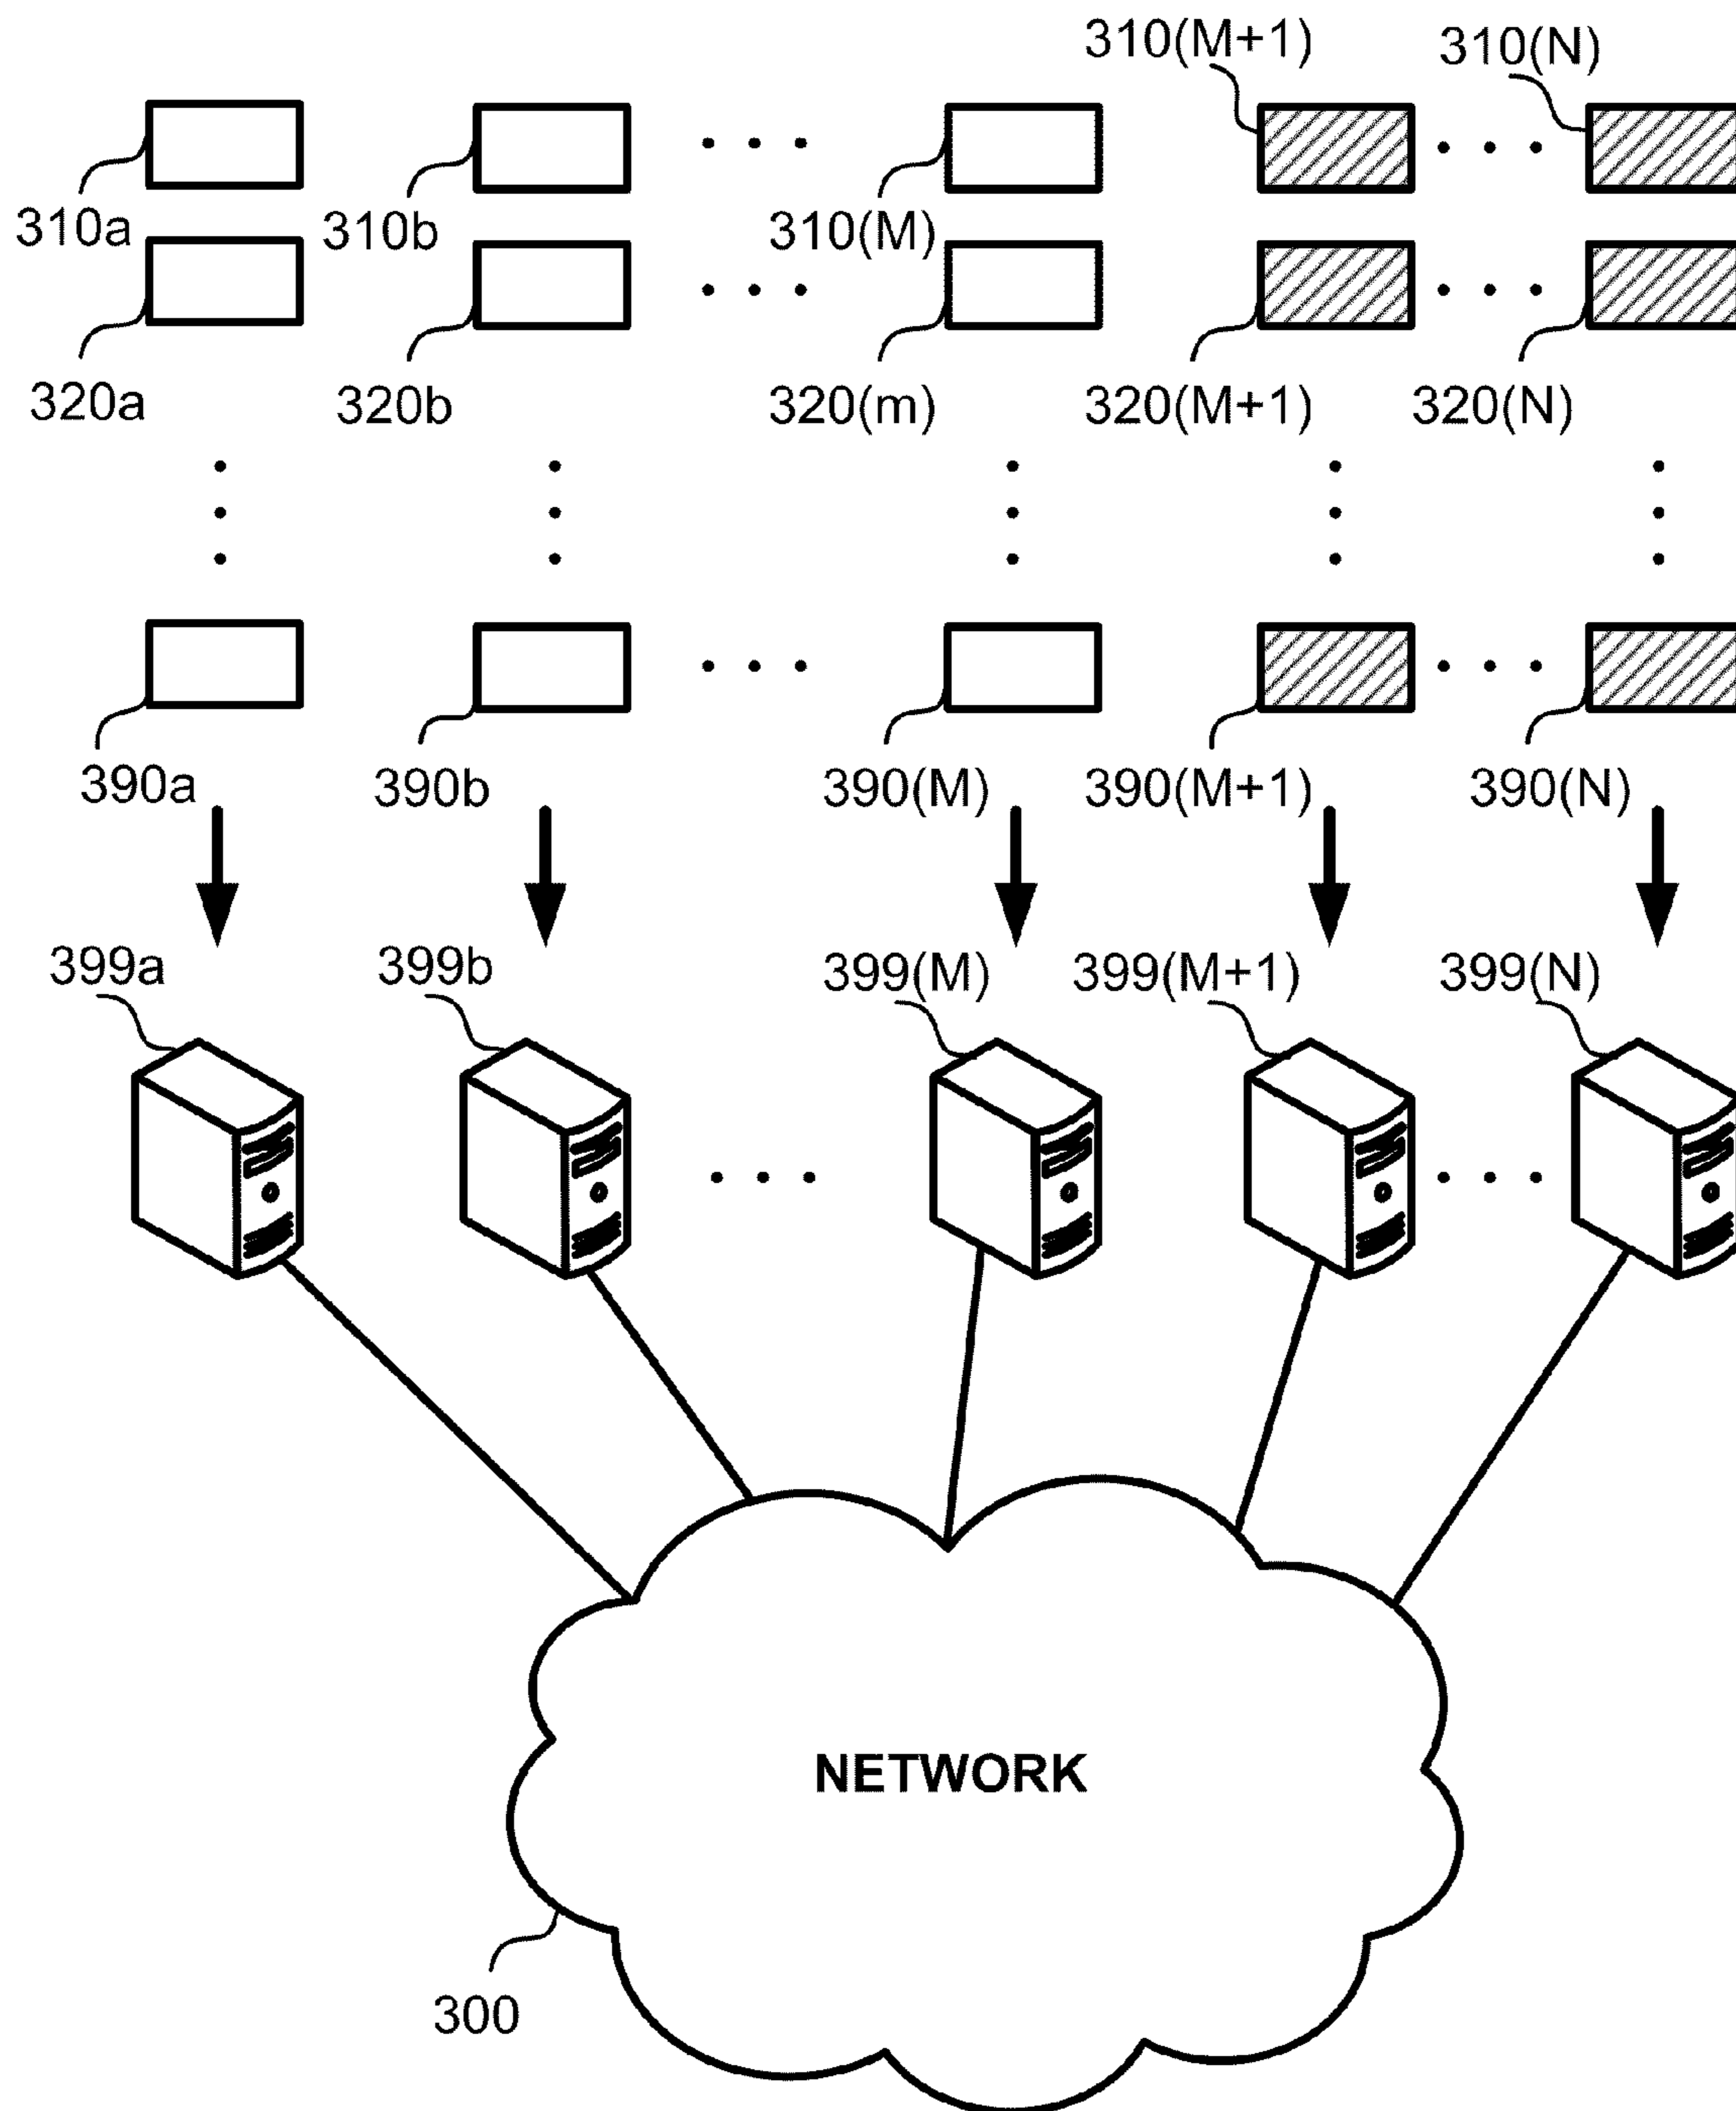 310(M+1) 310(N)
310a 310b 310(M)
320a 320b 320(m) 320(M+1) 320(N)
390a 390b 390(M) 390(M+1) 390(N)
399a 399b 399(M) 399(M+1) 399(N)
NETWORK
300